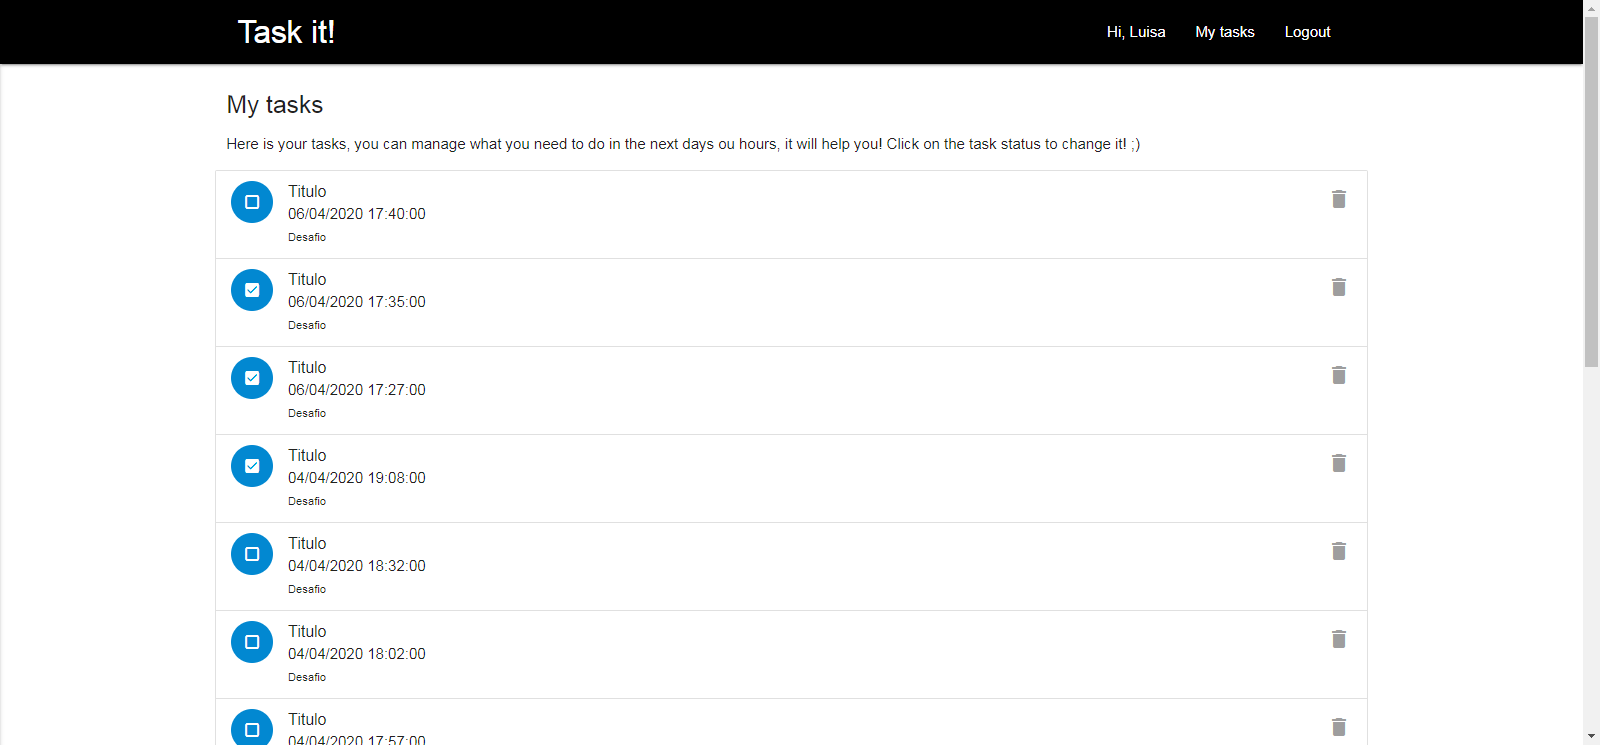 Task it!
Hi, Luisa My tasks Logout
My tasks
Here is your tasks, you can manage what you need to do in the next days ou hours, it will help you! Click on the task status to change it! ;)
Titulo
06/04/2020 17:40:00
Desafio
Titulo
06/04/2020 17:35:00
Desafio
Titulo
06/04/2020 17:27:00
Desafio
Titulo
04/04/2020 19:08:00
Desafio
Titulo
04/04/2020 18:32:00
Desafio
Titulo
04/04/2020 18:02:00
Desafio
Titulo
04/04/2020 17:57:00